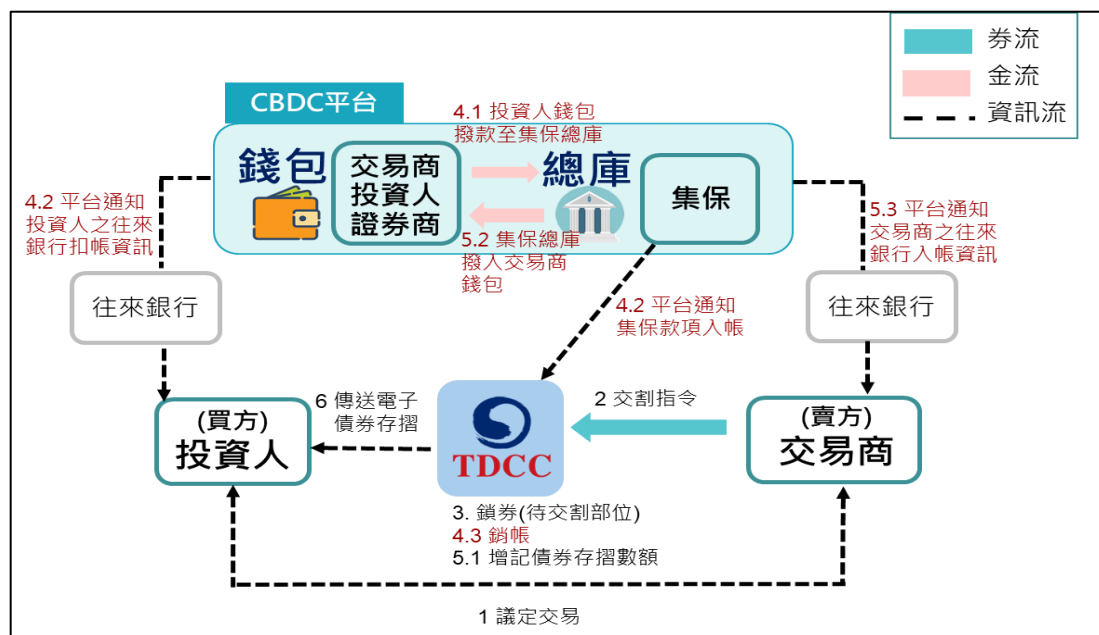 券流
金流
資訊流
CBDC平台
4.1 投資人錢包
撥款至集保總庫
錢包
交易商
投資人
證券商
總庫
集保
5.2 集保總庫
撥入交易商
錢包
4.2 平台通知
投資人之往來
銀行扣帳資訊
5.3 平台通知
交易商之往來
銀行入帳資訊
往來銀行
4.2 平台通知
集保款項入帳
往來銀行
6 傳送電子
債券存摺
2 交割指令
(買方)
投資人
TDCC
(賣方)
交易商
3. 鎖券(待交割部位)
4.3 銷帳
5.1 增記債券存摺數額
1 議定交易